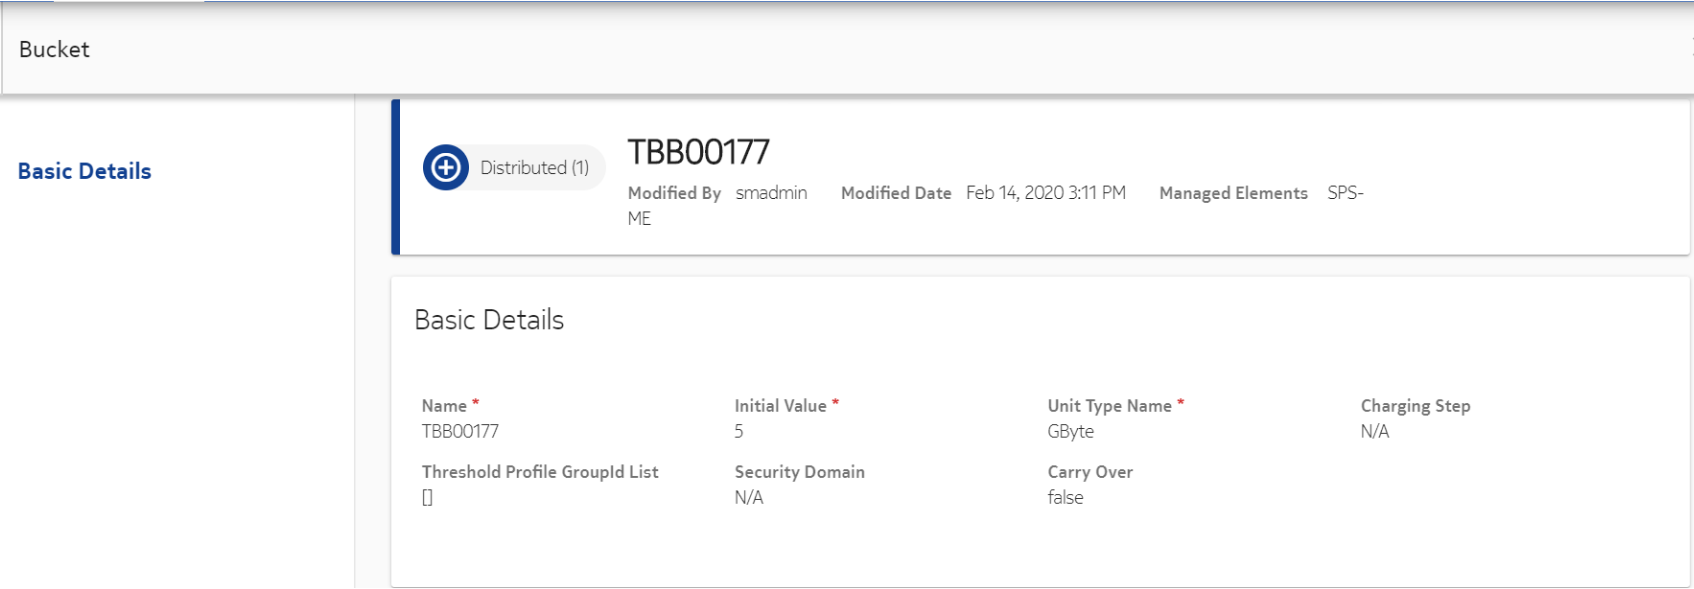 Bucket
Basic Details
Distributed (1)
TBB00177
Modified By smadmin Modified Date Feb 14, 2020 3:11 PM Managed Elements SPS-
ME
Basic Details
Name * Initial Value * Unit Type Name * Charging Step
TBB00177 5 GByte N/A
Threshold Profile GroupId List Security Domain Carry Over
[] N/A false